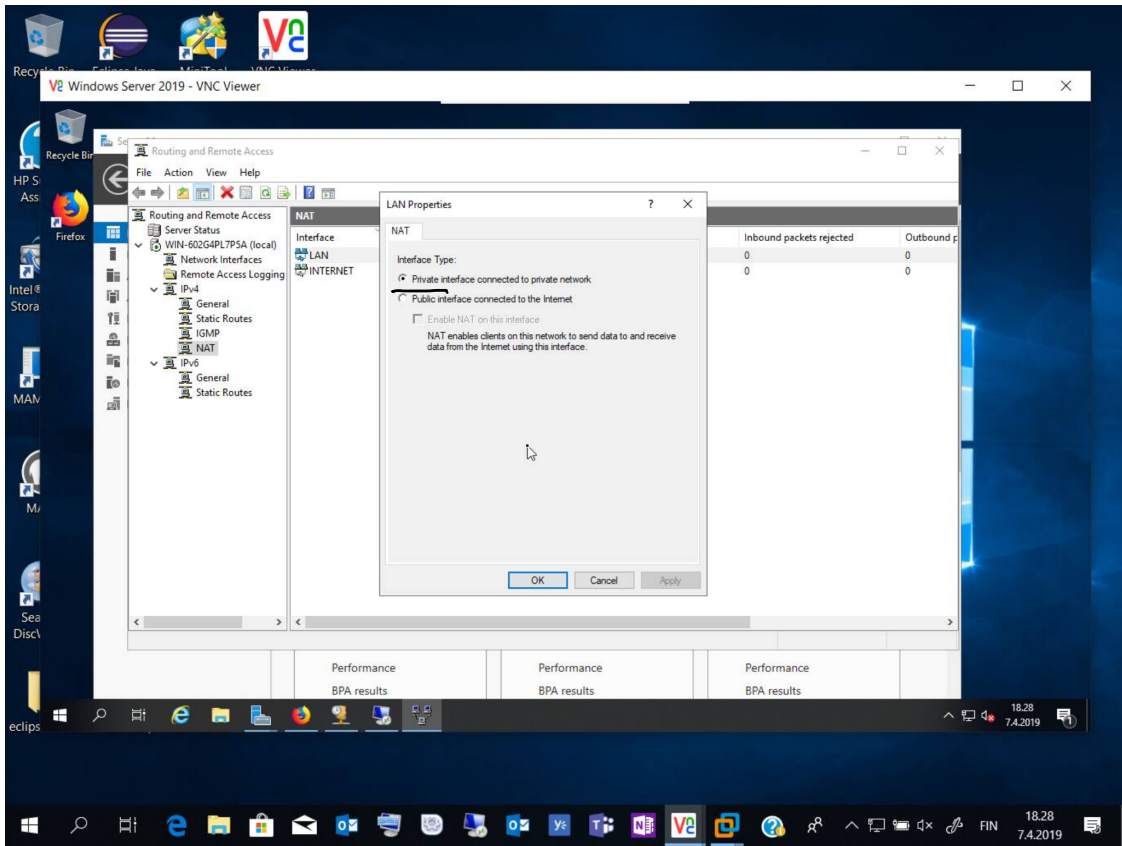 Recycle Bin
Eclipse Java
MiniTool
VNC Viewer
Windows Server 2019 - VNC Viewer
Recycle Bin
Firefox
HP
Ass
Intel®
Stora
MAM
Sea
eclips
Routing and Remote Access
File Action View Help
Routing and Remote Access
Server Status
WIN-602G4PL7P5A (local)
Network Interfaces
Remote Access Logging
IPv4
General
Static Routes
IGMP
NAT
IPv6
General
Static Routes
NAT
Interface
Inbound packets rejected
Outbound p
LAN 0 0
INTERNET 0 0
LAN Properties
? ×
NAT
Interface Type:
Private interface connected to private network
Public interface connected to the Internet
Enable NAT on this interface
NAT enables clients on this network to send data to and receive
data from the Internet using this interface.
OK Cancel Apply
Performance Performance Performance
BPA results BPA results BPA results
18.28
7.4.2019
FIN
18.28
7.4.2019